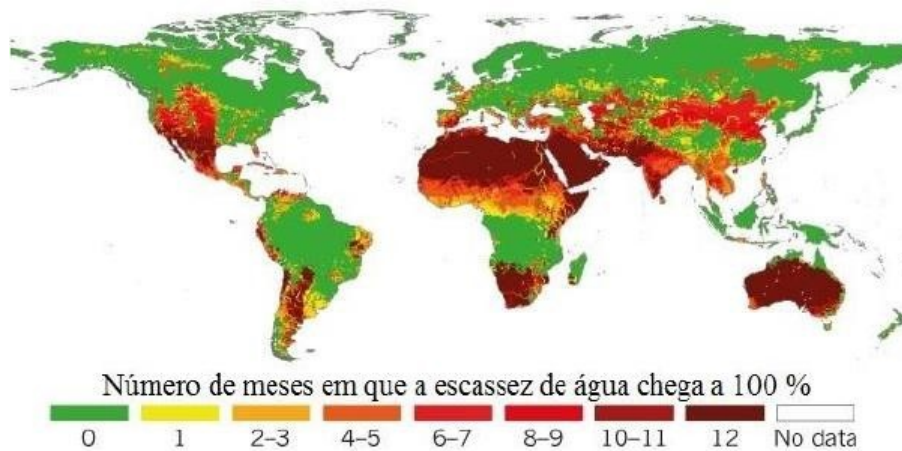 Número de meses em que a escassez de água chega a 100 %
0 1 2–3 4–5 6–7 8–9 10–11 12 No data